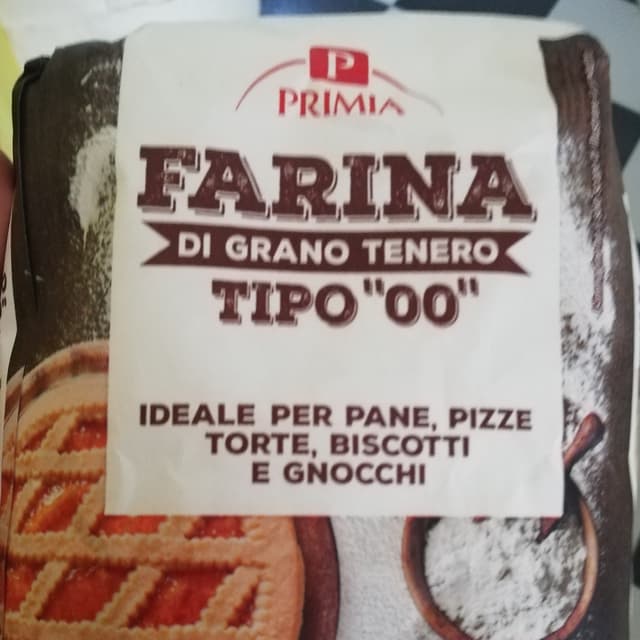 P
PRIMIA
FARINA
DI GRANO TENERO
TIPO "00"
IDEALE PER PANE, PIZZE
TORTE, BISCOTTI
E GNOCCHI